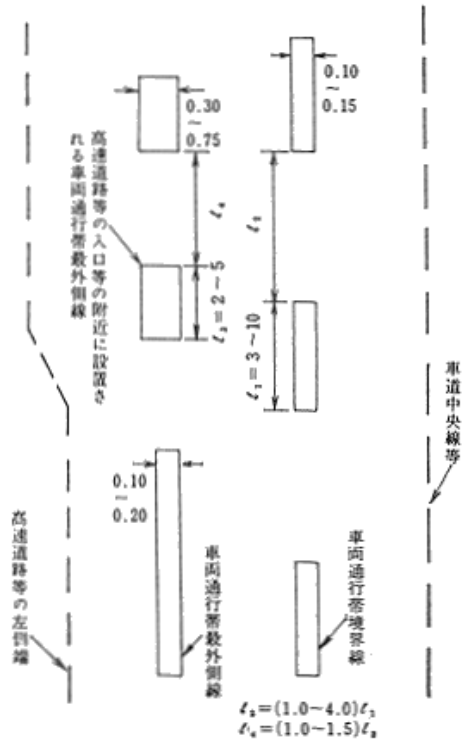 0.10
～
0.15
0.30
～
0.75
高速道路等の入口等の附近に設置さ
れる車両通行帯最外側線
ℓ₄
ℓ₂
ℓ₃=2～5
ℓ₁=3～10
車道中央線等
0.10
～
0.20
高速道路等の左側端
車両通行帯最外側線
車両通行帯境界線
ℓ₂=(1.0～4.0)ℓ₁
ℓ₄=(1.0～1.5)ℓ₃